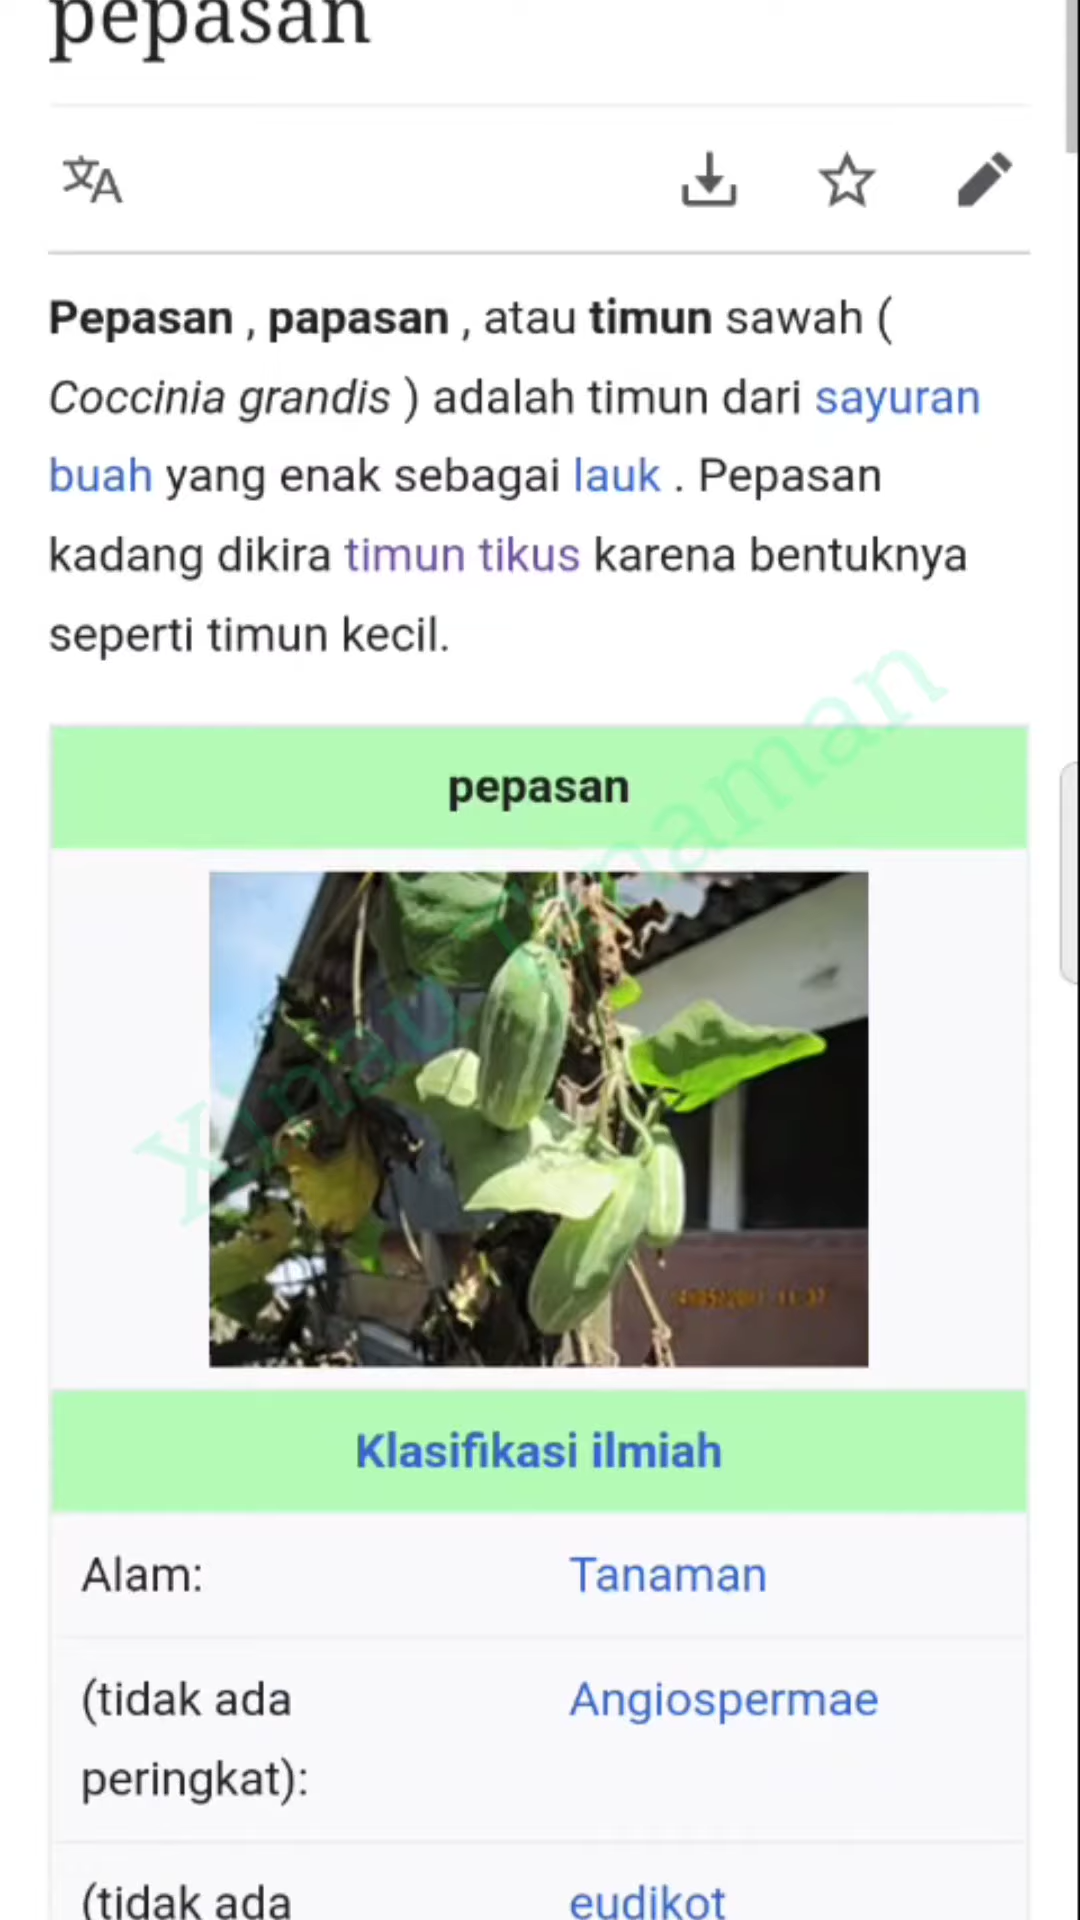 pepasan
Pepasan , papasan , atau timun sawah (
Coccinia grandis ) adalah timun dari sayuran
buah yang enak sebagai lauk . Pepasan
kadang dikira timun tikus karena bentuknya
seperti timun kecil.
pepasan
Xinau Tanaman
Klasifikasi ilmiah
Alam: Tanaman
(tidak ada Angiospermae
peringkat):
(tidak ada eudikot